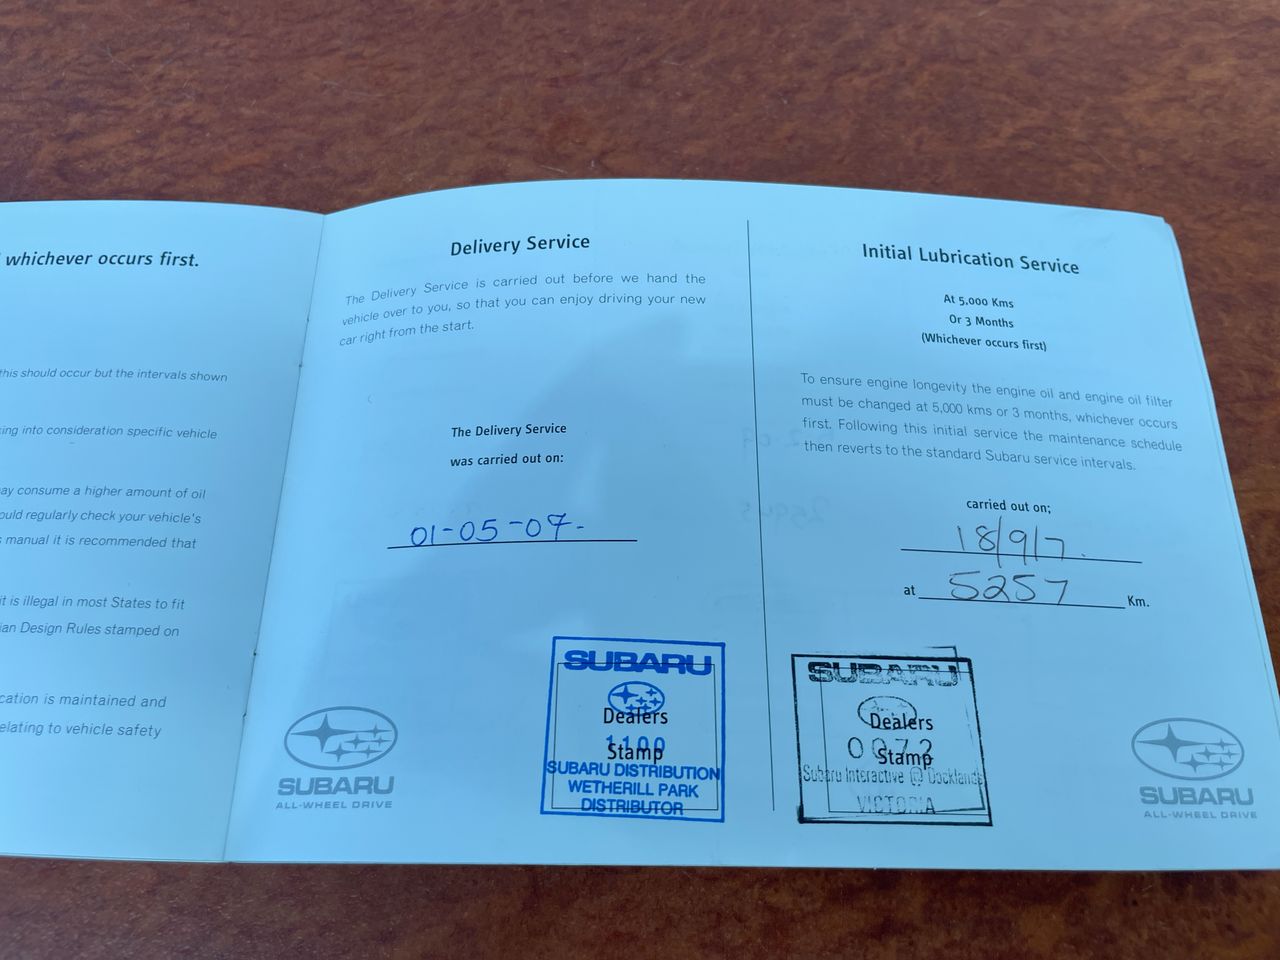 whichever occurs first.
this should occur but the intervals shown
ing into consideration specific vehicle
ay consume a higher amount of oil
ould regularly check your vehicle's
manual it is recommended that
it is illegal in most States to fit
ian Design Rules stamped on
cation is maintained and
elating to vehicle safety
Delivery Service
The Delivery Service is carried out before we hand the
vehicle over to you, so that you can enjoy driving your new
car right from the start.
The Delivery Service
was carried out on:
01-05-07-
SUBARU
Dealers
1100
Stamp
SUBARU DISTRIBUTION
WETHERILL PARK
DISTRIBUTOR
SUBARU
ALL-WHEEL DRIVE
Initial Lubrication Service
At 5,000 Kms
Or 3 Months
(Whichever occurs first)
To ensure engine longevity the engine oil and engine oil filter
must be changed at 5,000 kms or 3 months, whichever occurs
first. Following this initial service the maintenance schedule
then reverts to the standard Subaru service intervals.
carried out on;
18/9/7.
at 5257 Km.
SUBARU
Dealers
Stamp
Subaru Interactive @ Docklands
VICTORIA
SUBARU
ALL-WHEEL DRIVE